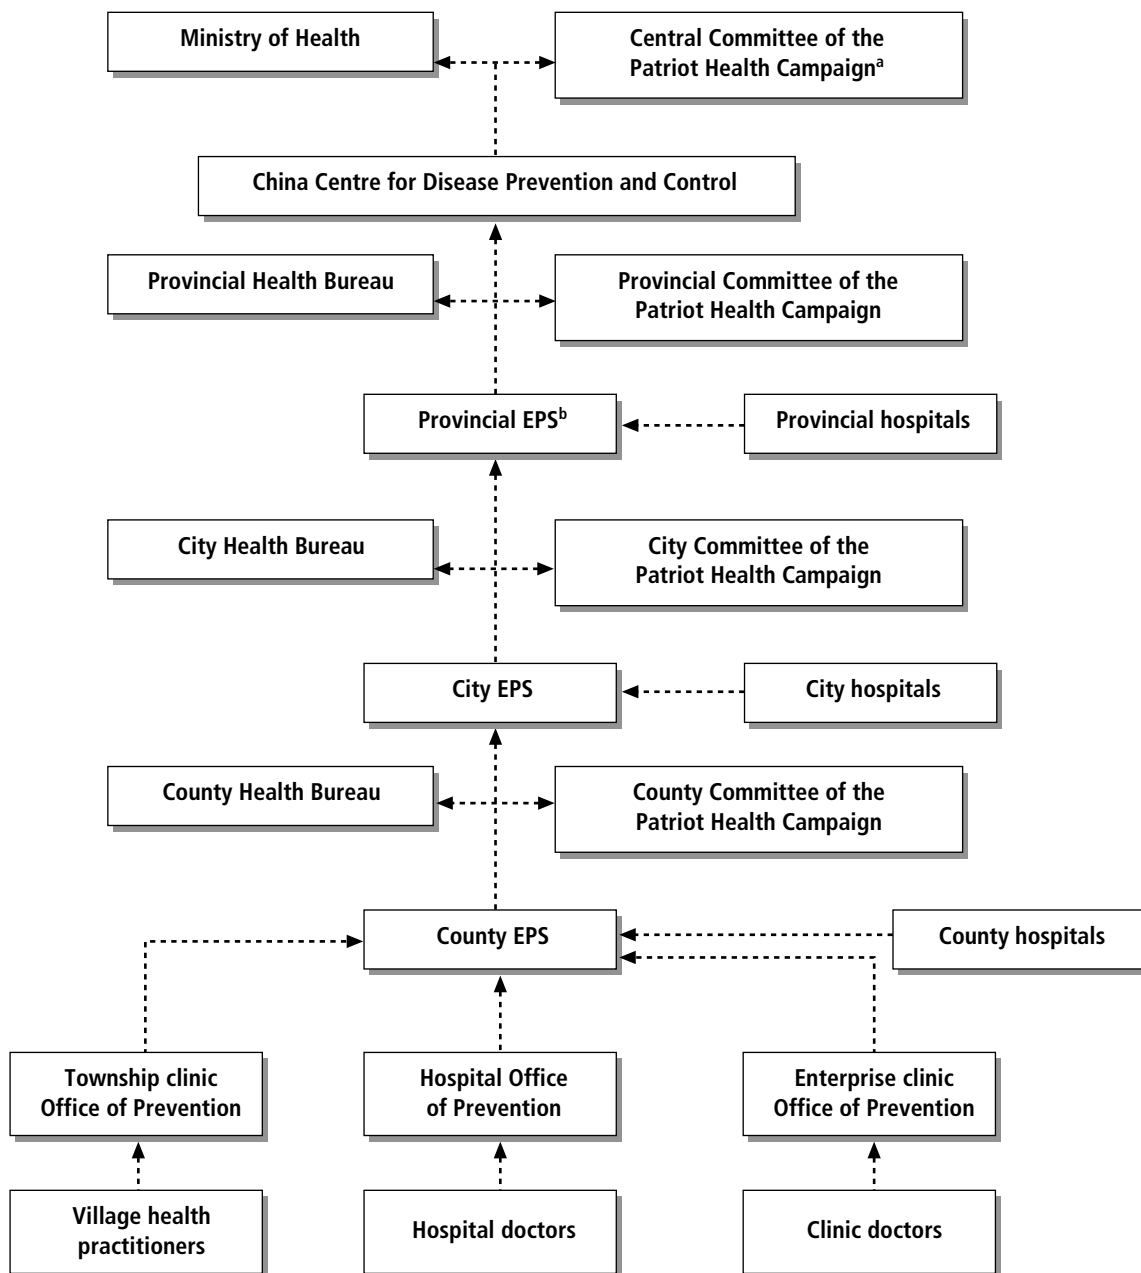 Ministry of Health
Central Committee of the
Patriot Health Campaignᵃ
China Centre for Disease Prevention and Control
Provincial Health Bureau
Provincial Committee of the
Patriot Health Campaign
Provincial EPSᵇ
Provincial hospitals
City Health Bureau
City Committee of the
Patriot Health Campaign
City EPS
City hospitals
County Health Bureau
County Committee of the
Patriot Health Campaign
County EPS
County hospitals
Township clinic
Office of Prevention
Hospital Office
of Prevention
Enterprise clinic
Office of Prevention
Village health
practitioners
Hospital doctors
Clinic doctors